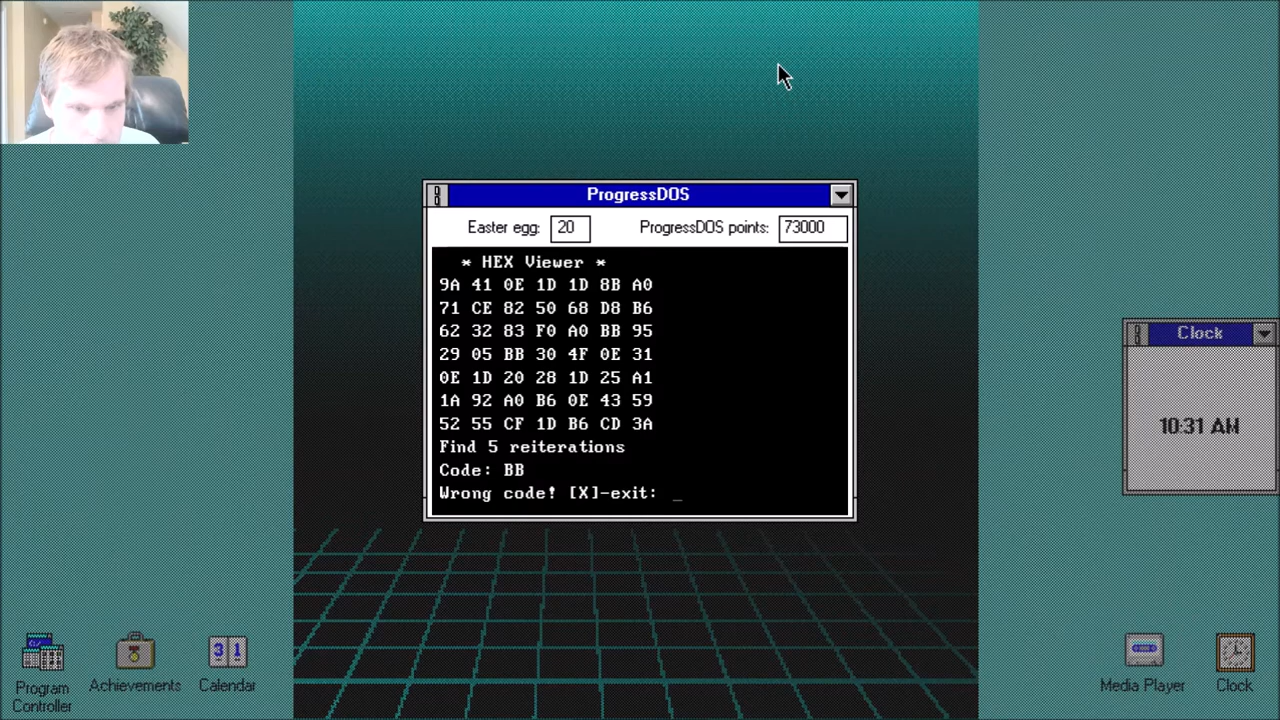 ProgressDOS
Easter egg: 20 ProgressDOS points: 73000
* HEX Viewer *
9A 41 0E 1D 1D 8B A0
71 CE 82 50 68 D8 B6
62 32 83 F0 A0 BB 95
29 05 BB 30 4F 0E 31
0E 1D 20 28 1D 25 A1
1A 92 A0 B6 0E 43 59
52 55 CF 1D B6 CD 3A
Find 5 reiterations
Code: BB
Wrong code! [X]-exit: _
Clock
10:31 AM
Program
Controller
Achievements
31
Calendar
Media Player
Clock